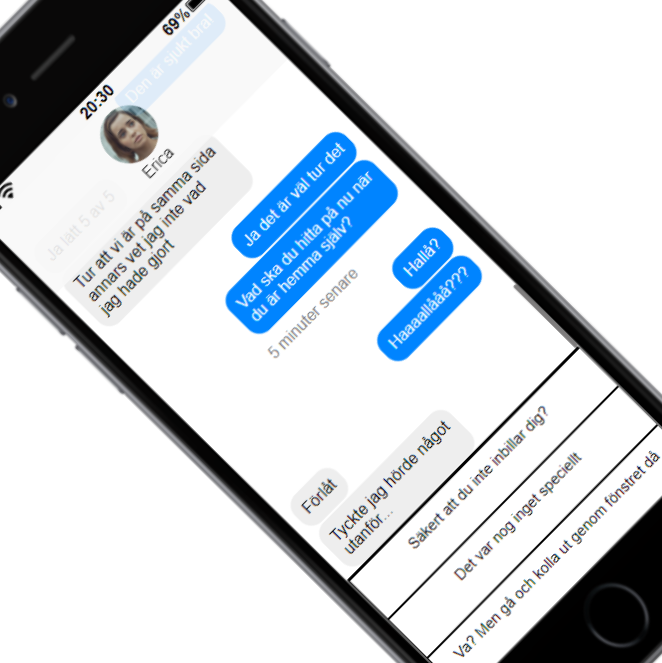 69%
20:30
Erica
Den är sjukt bra!
Ja lätt 5 av 5
Tur att vi är på samma sida
annars vet jag inte vad
jag hade gjort
Ja det är väl tur det
Vad ska du hitta på nu när
du är hemma själv?
5 minuter senare
Hallå?
Haaaallååå???
Förlåt
Tyckte jag hörde något
utanför...
Säkert att du inte inbillar dig?
Det var nog inget speciellt
Va? Men gå och kolla ut genom fönstret då